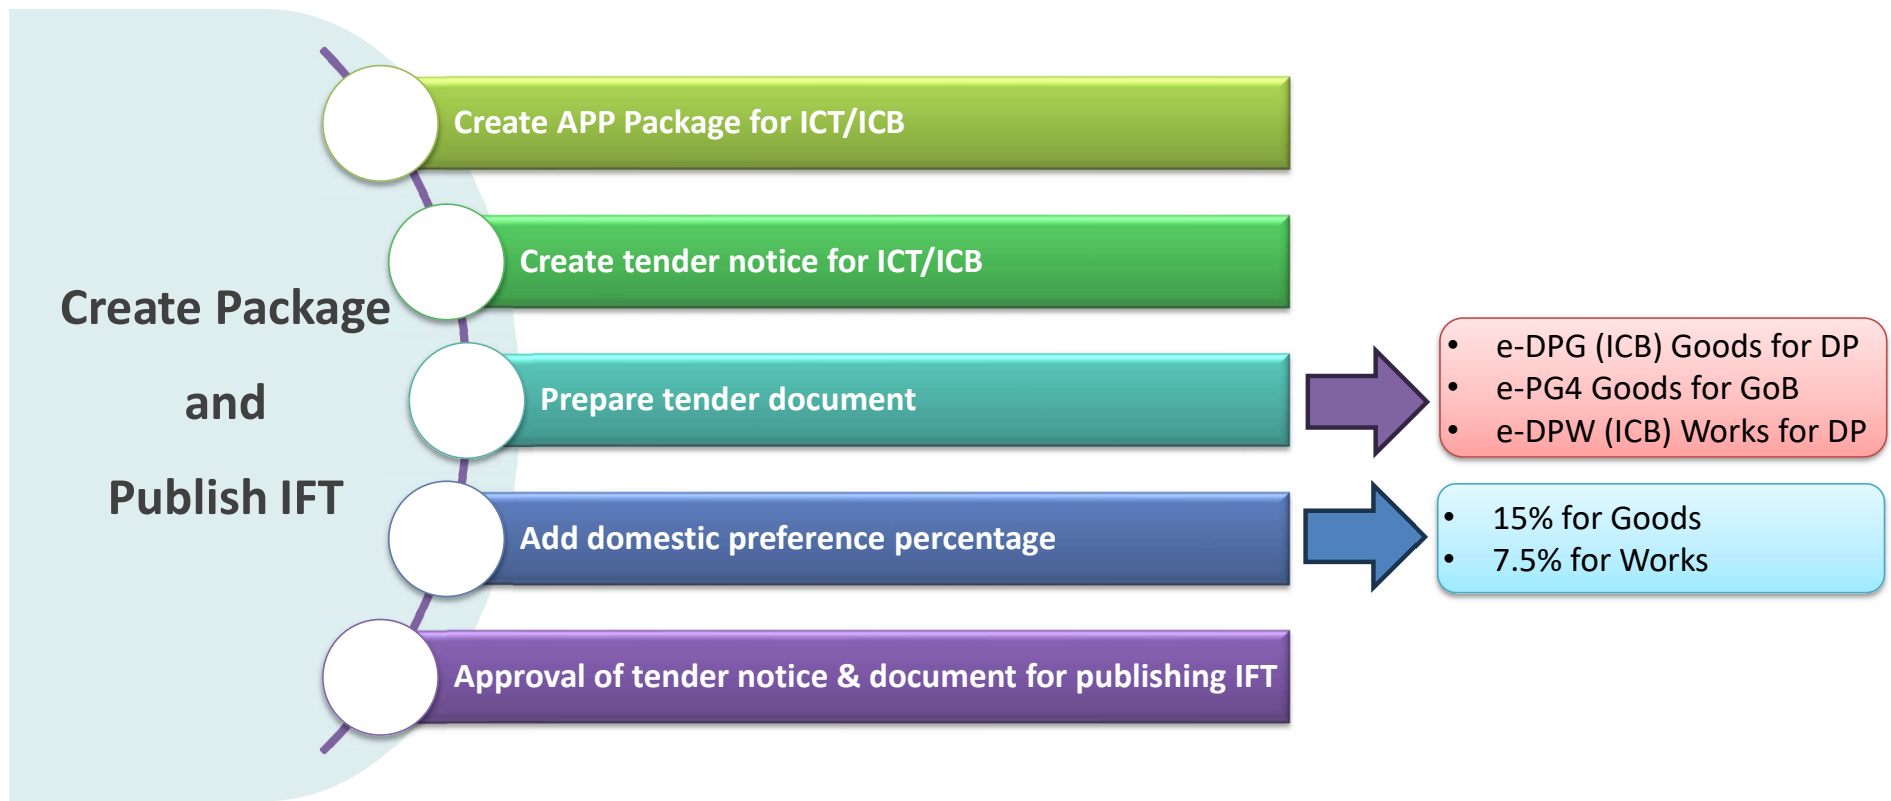 Create Package
and
Publish IFT
Create APP Package for ICT/ICB
Create tender notice for ICT/ICB
Prepare tender document
• e-DPG (ICB) Goods for DP
• e-PG4 Goods for GoB
• e-DPW (ICB) Works for DP
Add domestic preference percentage
• 15% for Goods
• 7.5% for Works
Approval of tender notice & document for publishing IFT